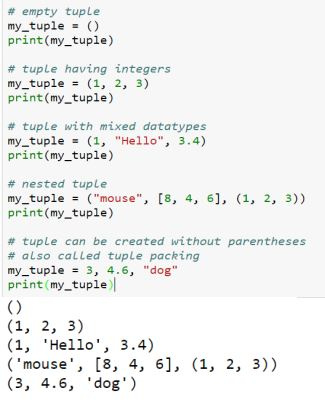 # empty tuple
my_tuple = ()
print(my_tuple)
# tuple having integers
my_tuple = (1, 2, 3)
print(my_tuple)
# tuple with mixed datatypes
my_tuple = (1, "Hello", 3.4)
print(my_tuple)
# nested tuple
my_tuple = ("mouse", [8, 4, 6], (1, 2, 3))
print(my_tuple)
# tuple can be created without parentheses
# also called tuple packing
my_tuple = 3, 4.6, "dog"
print(my_tuple)
()
(1, 2, 3)
(1, 'Hello', 3.4)
('mouse', [8, 4, 6], (1, 2, 3))
(3, 4.6, 'dog')